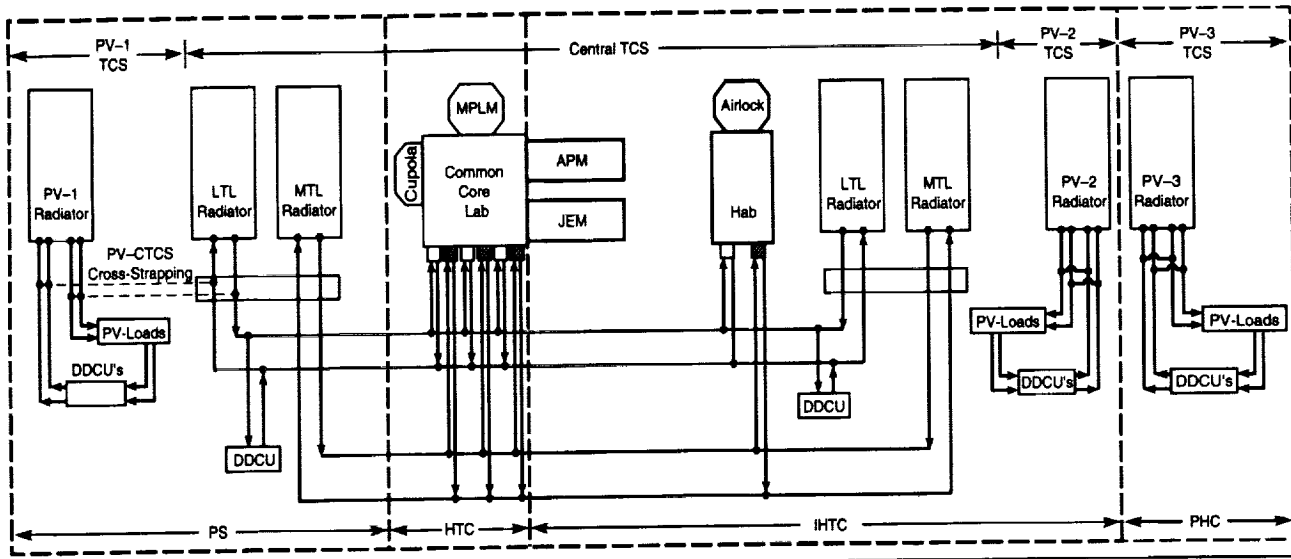 PV–1
TCS
Central TCS
PV–2
TCS
PV–3
TCS
PV–1
Radiator
LTL
Radiator
MTL
Radiator
MPLM
Cupola
Common
Core
Lab
APM
JEM
Airlock
Hab
LTL
Radiator
MTL
Radiator
PV–2
Radiator
PV–3
Radiator
PV–CTCS
Cross-Strapping
PV-Loads
DDCU's
DDCU
DDCU
PV-Loads
DDCU's
PV-Loads
DDCU's
PS
HTC
IHTC
PHC